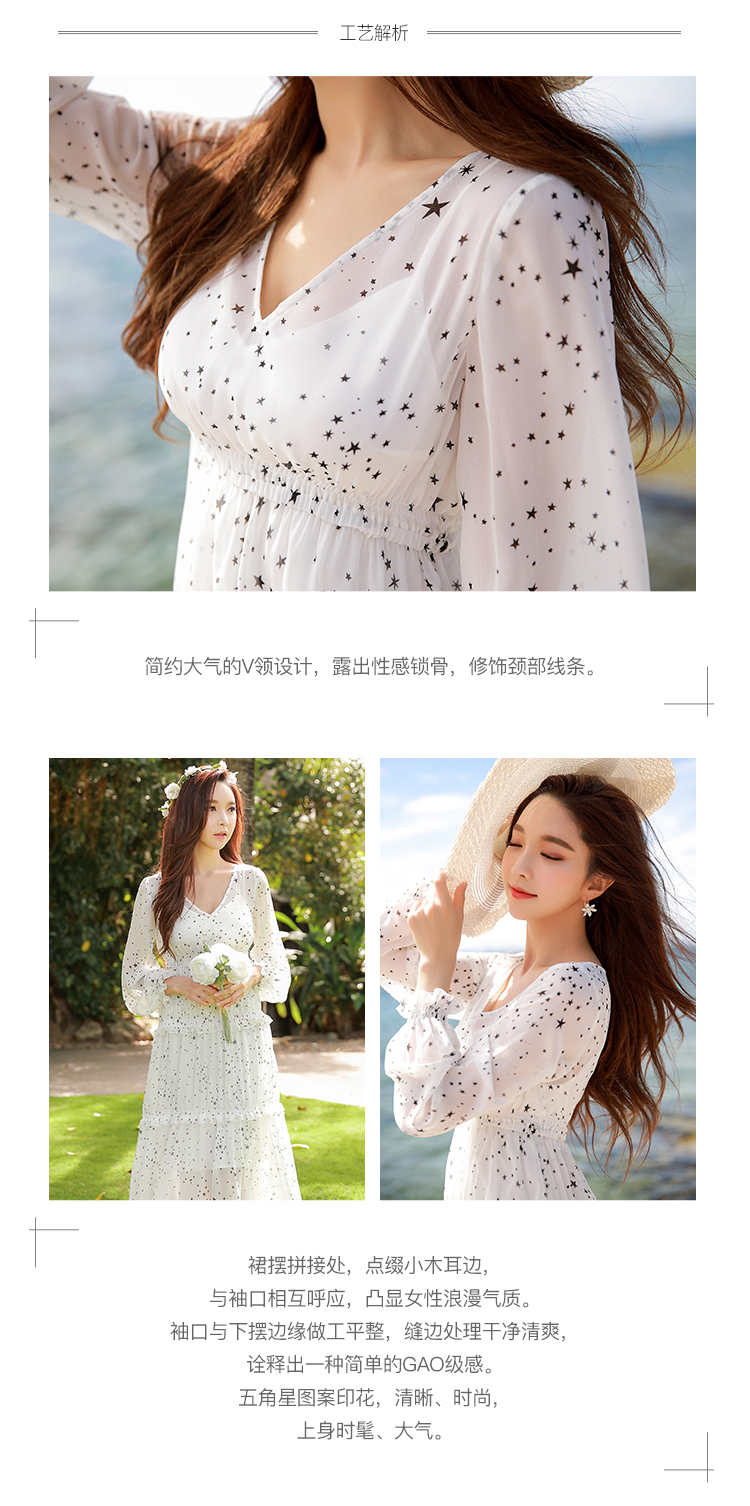 工艺解析
简约大气的V领设计，露出性感锁骨，修饰颈部线条。
裙摆拼接处，点缀小木耳边，
与袖口相互呼应，凸显女性浪漫气质。
袖口与下摆边缘做工平整，缝边处理干净清爽，
诠释出一种简单的GAO级感。
五角星图案印花，清晰、时尚，
上身时髦、大气。